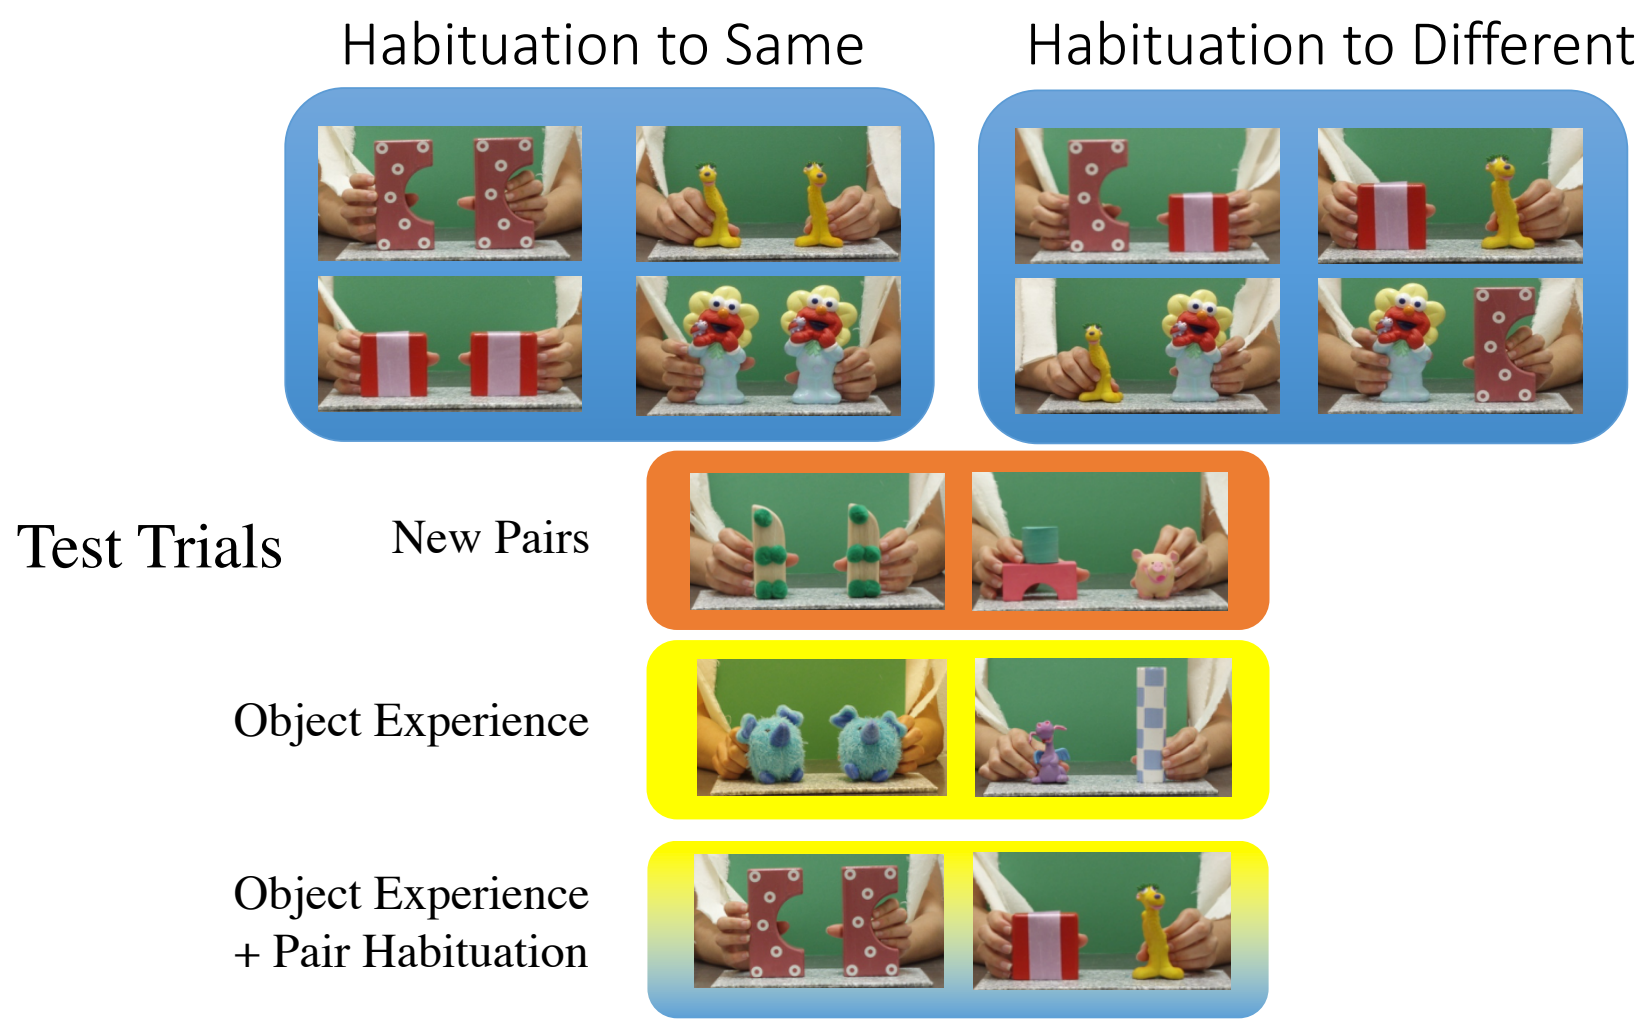 Habituation to Same
Habituation to Different
Test Trials
New Pairs
Object Experience
Object Experience
+ Pair Habituation